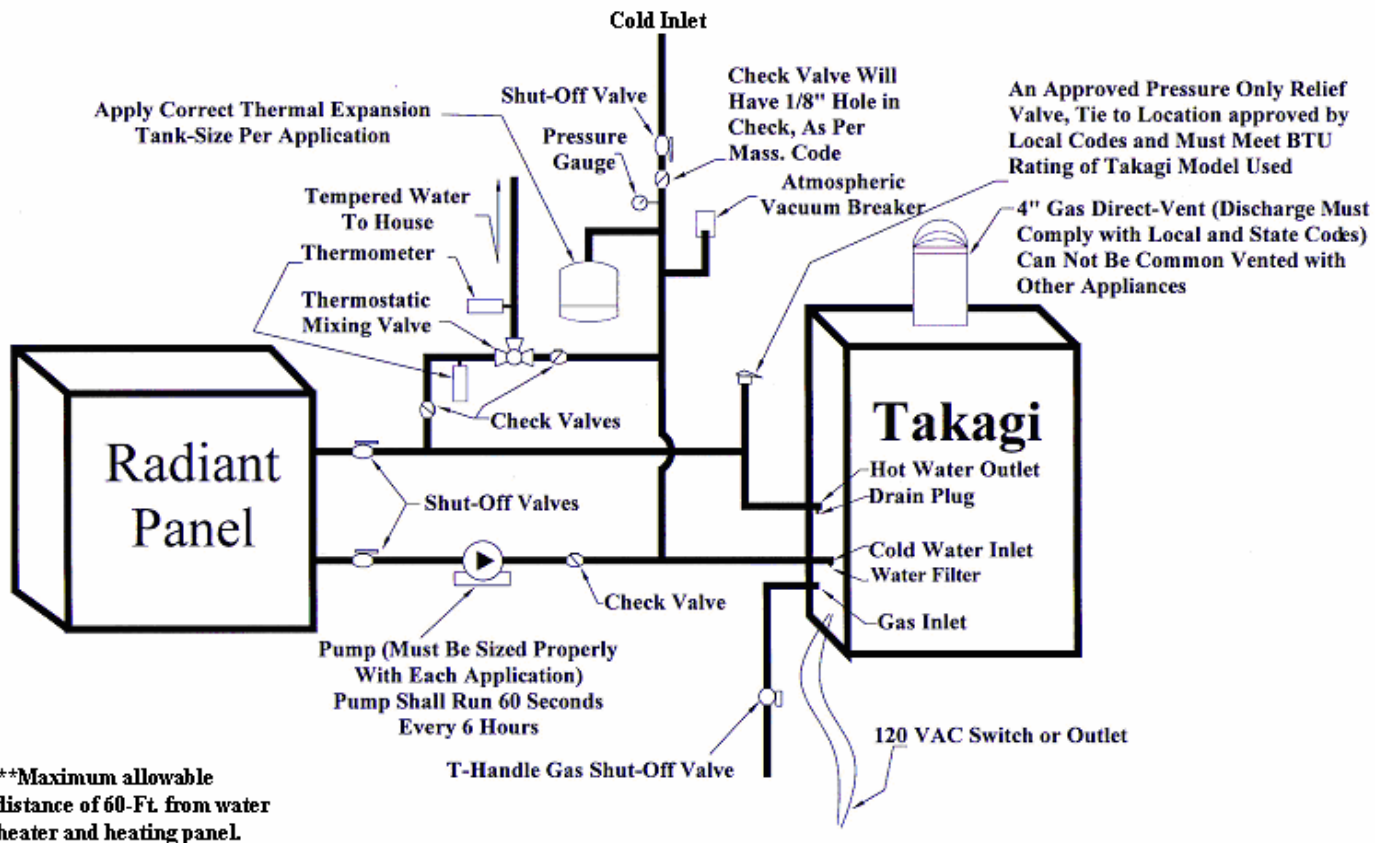 Cold Inlet
Apply Correct Thermal Expansion
Tank-Size Per Application
Shut-Off Valve
Pressure
Gauge
Check Valve Will
Have 1/8" Hole in
Check, As Per
Mass. Code
Atmospheric
Vacuum Breaker
An Approved Pressure Only Relief
Valve, Tie to Location approved by
Local Codes and Must Meet BTU
Rating of Takagi Model Used
4" Gas Direct-Vent (Discharge Must
Comply with Local and State Codes)
Can Not Be Common Vented with
Other Appliances
Tempered Water
To House
Thermometer
Thermostatic
Mixing Valve
Check Valves
Radiant
Panel
Shut-Off Valves
Takagi
Hot Water Outlet
Drain Plug
Cold Water Inlet
Water Filter
Gas Inlet
Check Valve
Pump (Must Be Sized Properly
With Each Application)
Pump Shall Run 60 Seconds
Every 6 Hours
T-Handle Gas Shut-Off Valve
120 VAC Switch or Outlet
**Maximum allowable
distance of 60-Ft. from water
heater and heating panel.